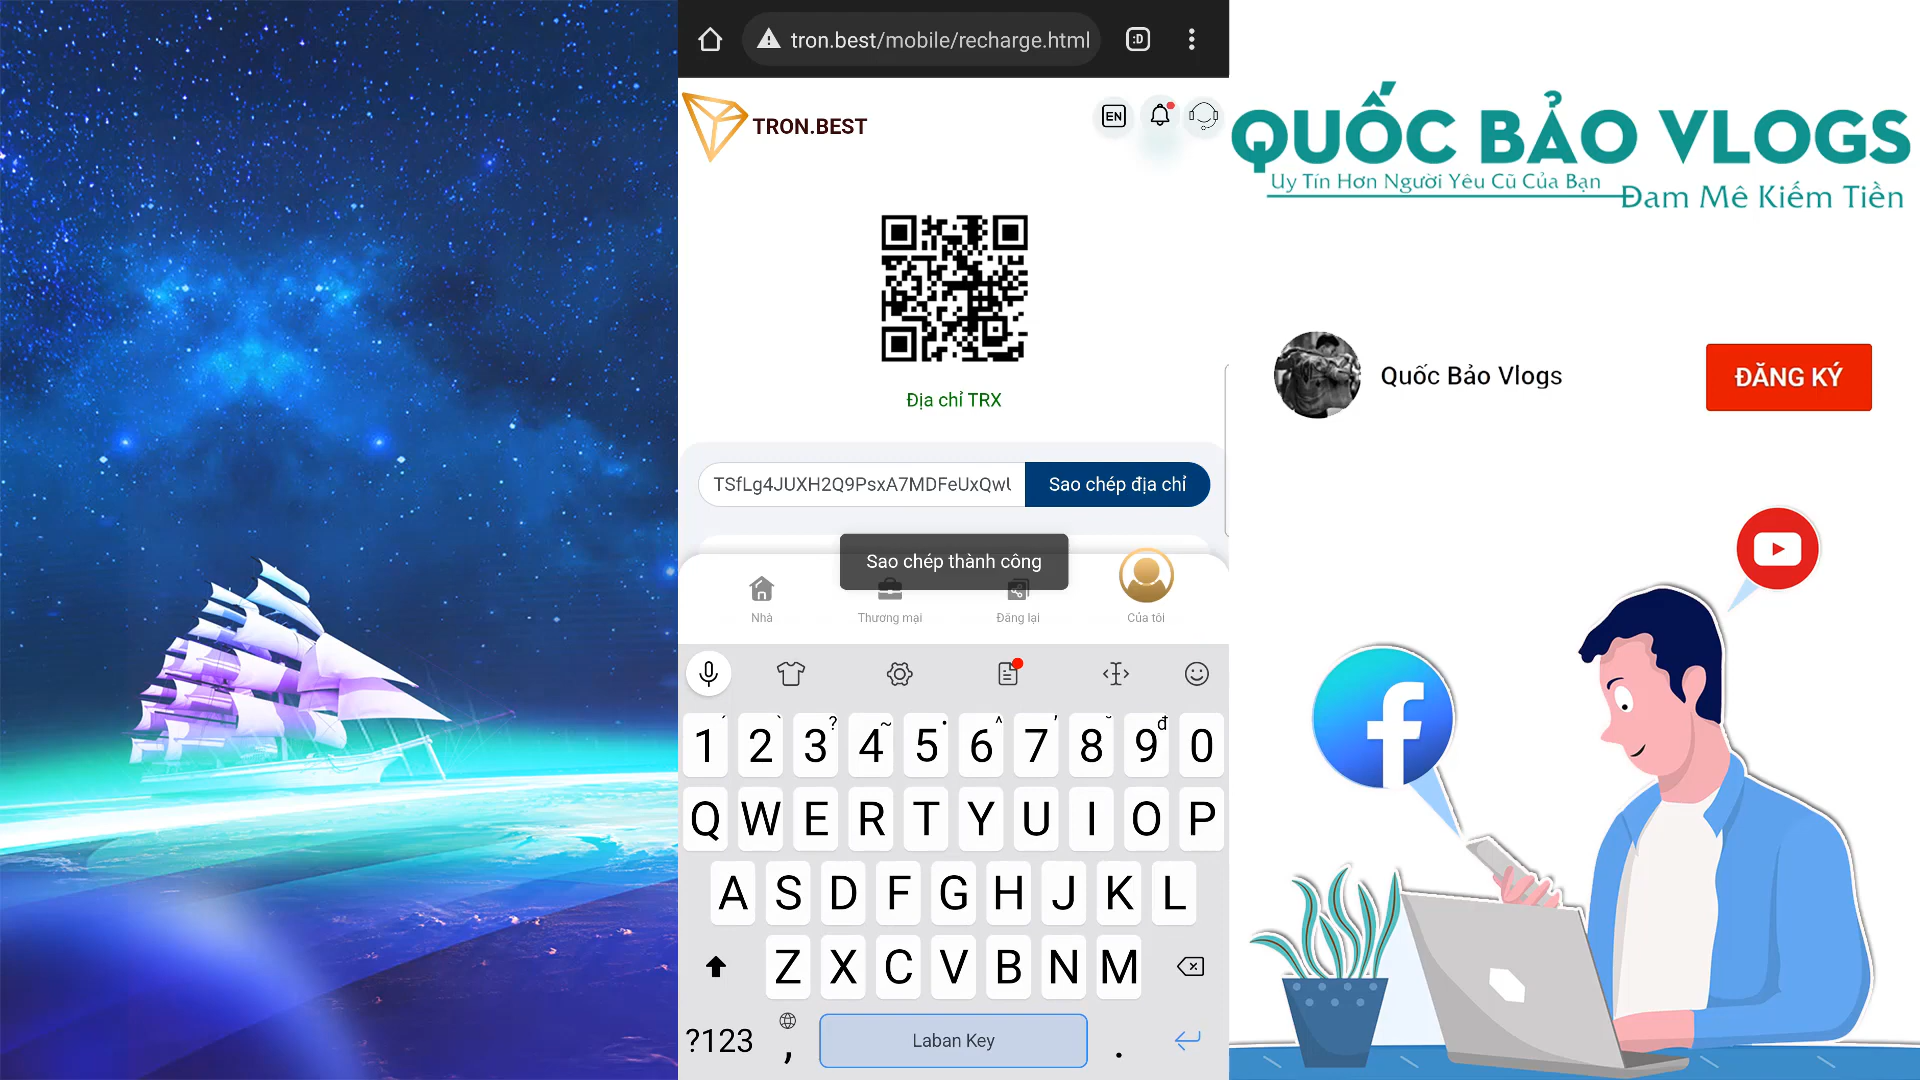 tron.best/mobile/recharge.html
:D
TRON.BEST
EN
Địa chỉ TRX
TSfLg4JUXH2Q9PsxA7MDFeUxQwU
Sao chép địa chỉ
Sao chép thành công
Nhà
Thương mại
Đăng lại
Của tôi
1 2 3 4 5 6 7 8 9 0
? ~ . ^ đ
Q W E R T Y U I O P
A S D F G H J K L
Z X C V B N M
?123 , Laban Key .
QUỐC BẢO VLOGS
Uy Tín Hơn Người Yêu Cũ Của Bạn
Đam Mê Kiếm Tiền
Quốc Bảo Vlogs
ĐĂNG KÝ
f